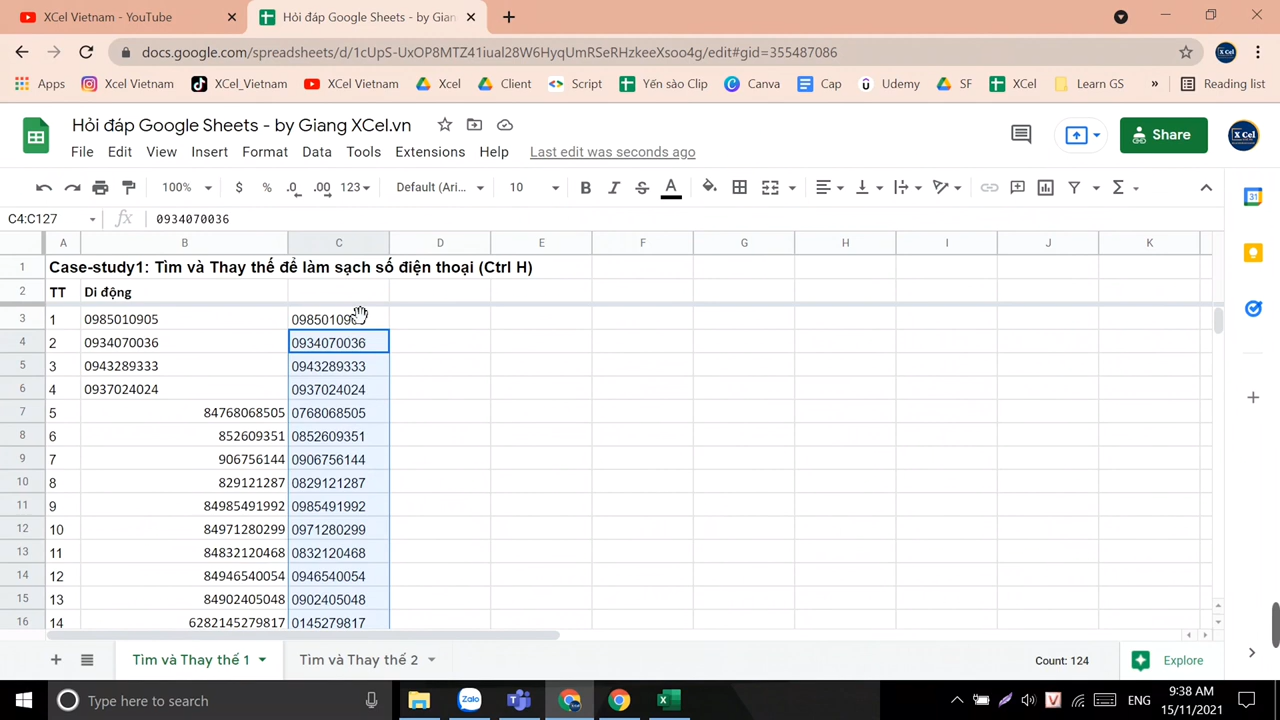 XCel Vietnam - YouTube
Hỏi đáp Google Sheets - by Giang
docs.google.com/spreadsheets/d/1cUpS-UxOP8MTZ41iual28W6HyqUmRSeRHzkeeXsoo4g/edit#gid=355487086
Apps Xcel Vietnam XCel_Vietnam Xcel Vietnam Xcel Client Script Yến sào Clip Canva Cap Udemy SF XCel Learn GS » Reading list
Hỏi đáp Google Sheets - by Giang XCel.vn
Share
File Edit View Insert Format Data Tools Extensions Help Last edit was seconds ago
100% $ % .0 .00 123 Default (Ari... 10 B I S A
C4:C127 fx 0934070036
A B C D E F G H I J K
1 Case-study1: Tìm và Thay thế để làm sạch số điện thoại (Ctrl H)
2 TT Di động
3 1 0985010905
4 2 0934070036 0934070036
5 3 0943289333 0943289333
6 4 0937024024 0937024024
7 5 84768068505 0768068505
8 6 852609351 0852609351
9 7 906756144 0906756144
10 8 829121287 0829121287
11 9 84985491992 0985491992
12 10 84971280299 0971280299
13 11 84832120468 0832120468
14 12 84946540054 0946540054
15 13 84902405048 0902405048
16 14 6282145279817 0145279817
Tìm và Thay thế 1 Tìm và Thay thế 2 Count: 124 Explore
Type here to search ENG 9:38 AM
15/11/2021